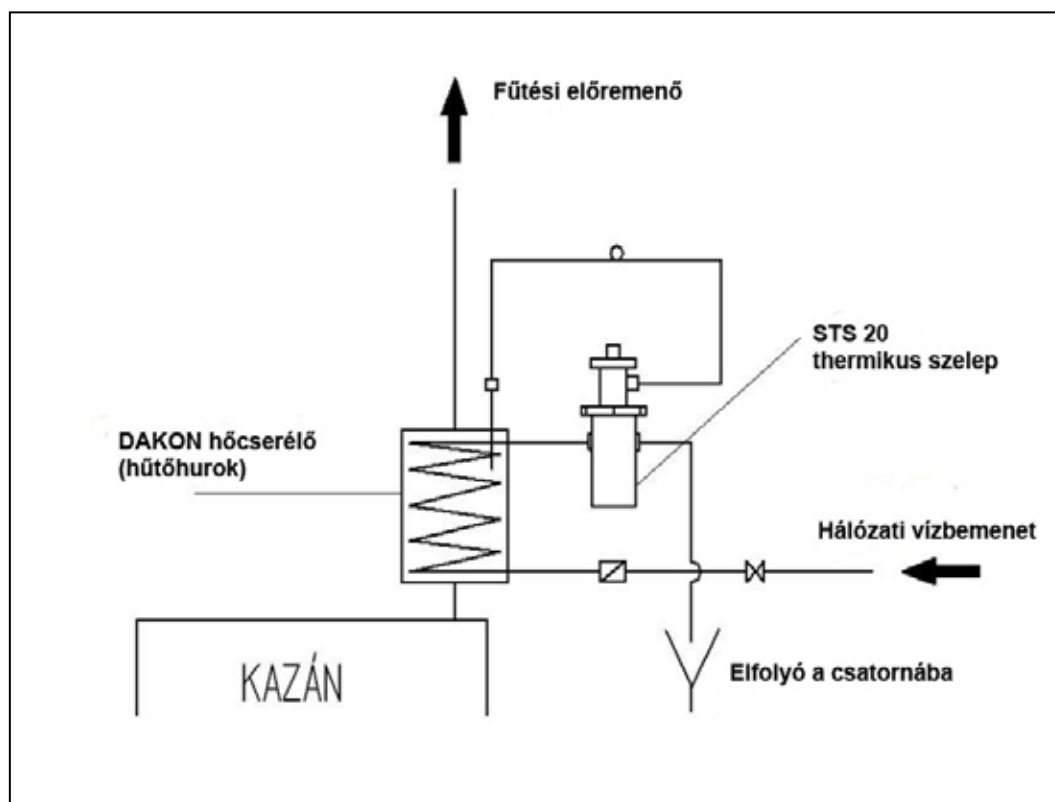 Fűtési előremenő
STS 20
thermikus szelep
DAKON hőcserélő
(hűtőhurok)
Hálózati vízbemenet
Elfolyó a csatornába
KAZÁN